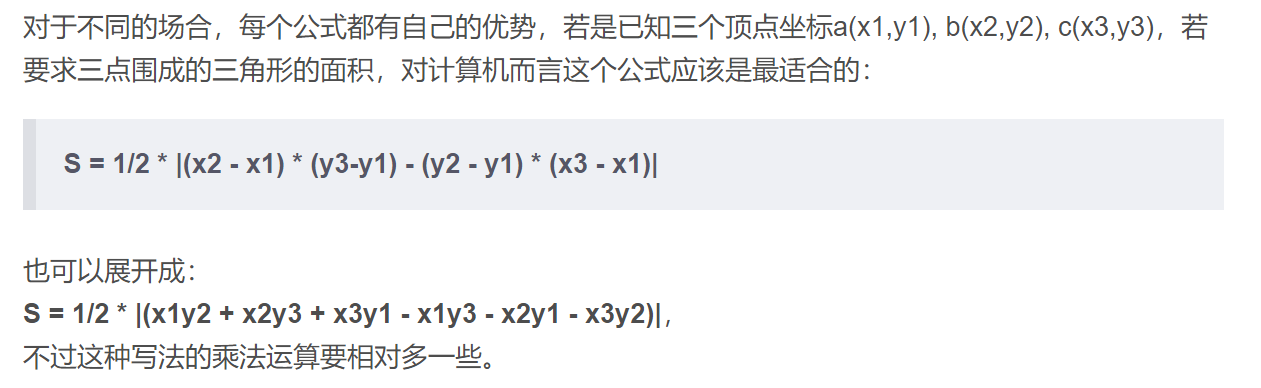 对于不同的场合，每个公式都有自己的优势，若是已知三个顶点坐标a(x1,y1), b(x2,y2), c(x3,y3)，若
要求三点围成的三角形的面积，对计算机而言这个公式应该是最适合的：
S = 1/2 * |(x2 - x1) * (y3-y1) - (y2 - y1) * (x3 - x1)|
也可以展开成：
S = 1/2 * |(x1y2 + x2y3 + x3y1 - x1y3 - x2y1 - x3y2)|，
不过这种写法的乘法运算要相对多一些。